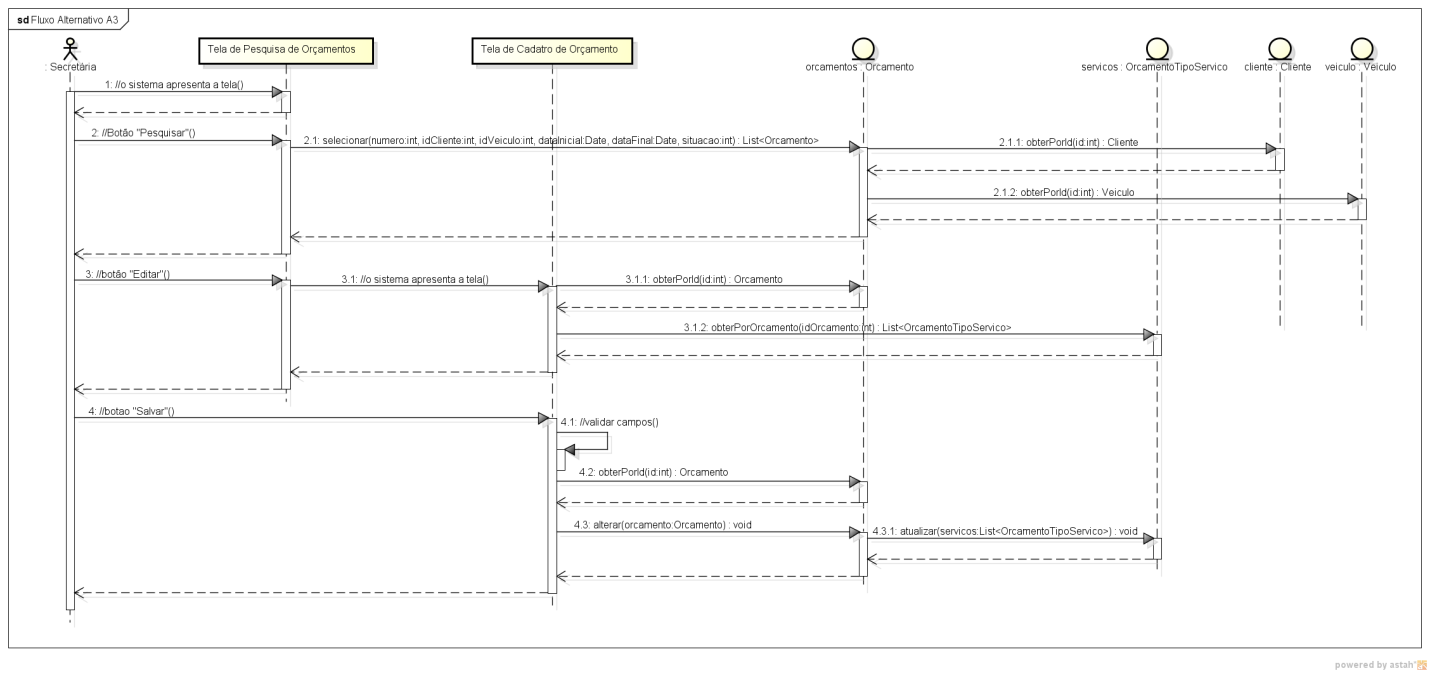 sd Fluxo Alternativo A3
: Secretária
Tela de Pesquisa de Orçamentos
Tela de Cadatro de Orçamento
orcamentos : Orcamento
servicos : OrcamentoTipoServico
cliente : Cliente
veiculo : Veículo
1: //o sistema apresenta a tela()
2: //Botão "Pesquisar"()
2.1: selecionar(numero:int, idCliente:int, idVeiculo:int, dataInicial:Date, dataFinal:Date, situacao:int) : List<Orcamento>
2.1.1: obterPorId(id:int) : Cliente
2.1.2: obterPorId(id:int) : Veiculo
3: //botão "Editar"()
3.1: //o sistema apresenta a tela()
3.1.1: obterPorId(id:int) : Orcamento
3.1.2: obterPorOrcamento(idOrcamento:int) : List<OrcamentoTipoServico>
4: //botao "Salvar"()
4.1: //validar campos()
4.2: obterPorId(id:int) : Orcamento
4.3: alterar(orcamento:Orcamento) : void
4.3.1: atualizar(servicos:List<OrcamentoTipoServico>) : void
powered by astah*